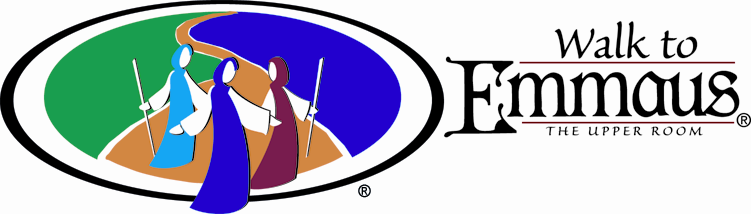 Walk to
Emmaus®
THE UPPER ROOM
®